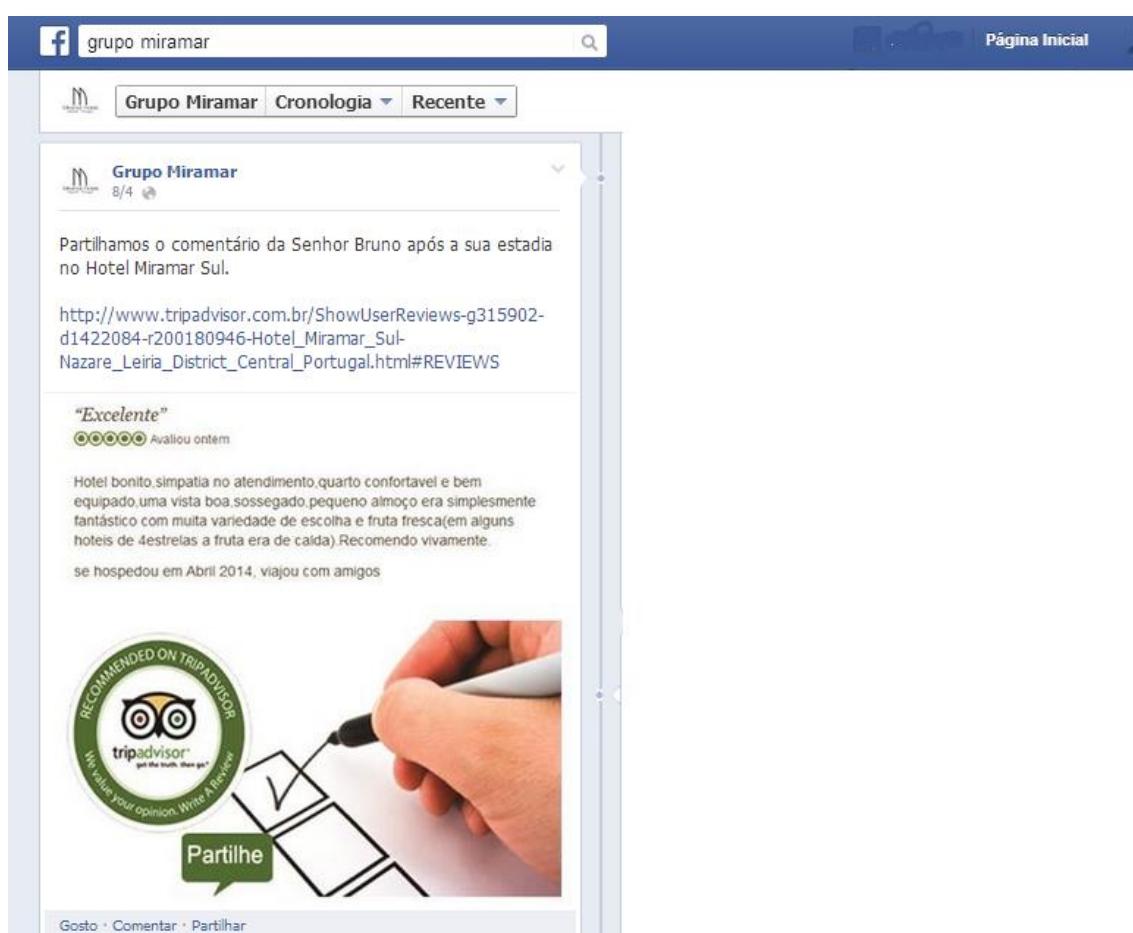 grupo miramar
Página Inicial
Grupo Miramar Cronologia Recente
Grupo Miramar
8/4
Partilhamos o comentário da Senhor Bruno após a sua estadia
no Hotel Miramar Sul.
http://www.tripadvisor.com.br/ShowUserReviews-g315902-
d1422084-r200180946-Hotel_Miramar_Sul-
Nazare_Leiria_District_Central_Portugal.html#REVIEWS
“Excelente”
Avaliou ontem
Hotel bonito,simpatia no atendimento,quarto confortavel e bem
equipado,uma vista boa,sossegado,pequeno almoço era simplesmente
fantástico com muita variedade de escolha e fruta fresca(em alguns
hoteis de 4estrelas a fruta era de calda).Recomendo vivamente.
se hospedou em Abril 2014, viajou com amigos
RECOMMENDED ON TRIPADVISOR
tripadvisor
get the truth. then go.
We value your opinion. Write A Review
Partilhe
Gosto · Comentar · Partilhar